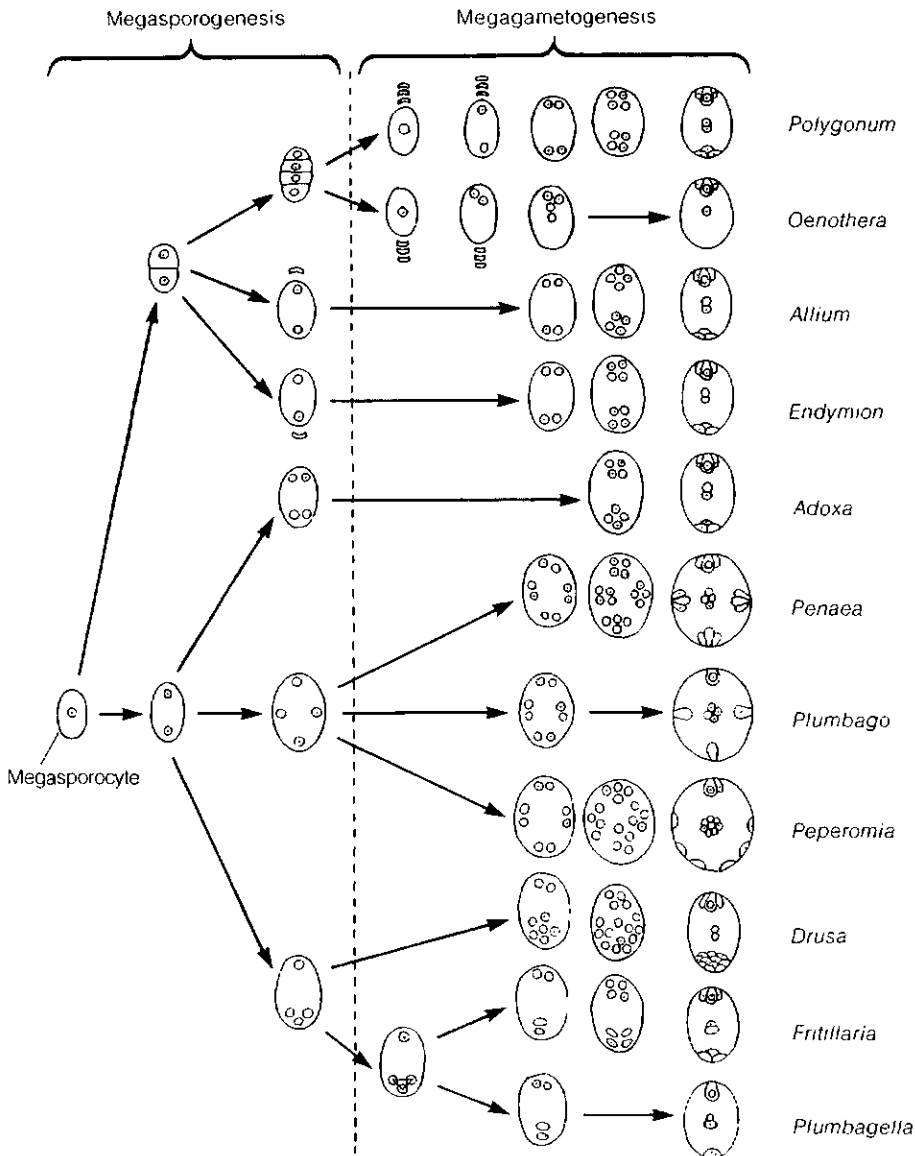 Megasporogenesis
Megagametogenesis
Polygonum
Oenothera
Allium
Endymion
Adoxa
Penaea
Plumbago
Megasporocyte
Peperomia
Drusa
Fritillaria
Plumbagella